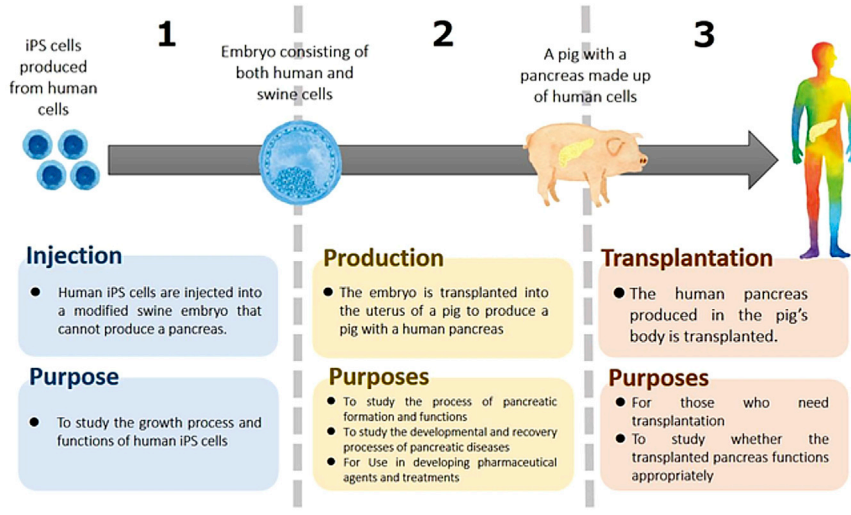 1
2
3
iPS cells
produced
from human
cells
Embryo consisting of
both human and
swine cells
A pig with a
pancreas made up
of human cells
Injection
● Human iPS cells are injected into
a modified swine embryo that
cannot produce a pancreas.
Purpose
● To study the growth process and
functions of human iPS cells
Production
● The embryo is transplanted into
the uterus of a pig to produce a
pig with a human pancreas
Purposes
● To study the process of pancreatic
formation and functions
● To study the developmental and recovery
processes of pancreatic diseases
● For Use in developing pharmaceutical
agents and treatments
Transplantation
● The human pancreas
produced in the pig's
body is transplanted.
Purposes
● For those who need
transplantation
● To study whether the
transplanted pancreas functions
appropriately